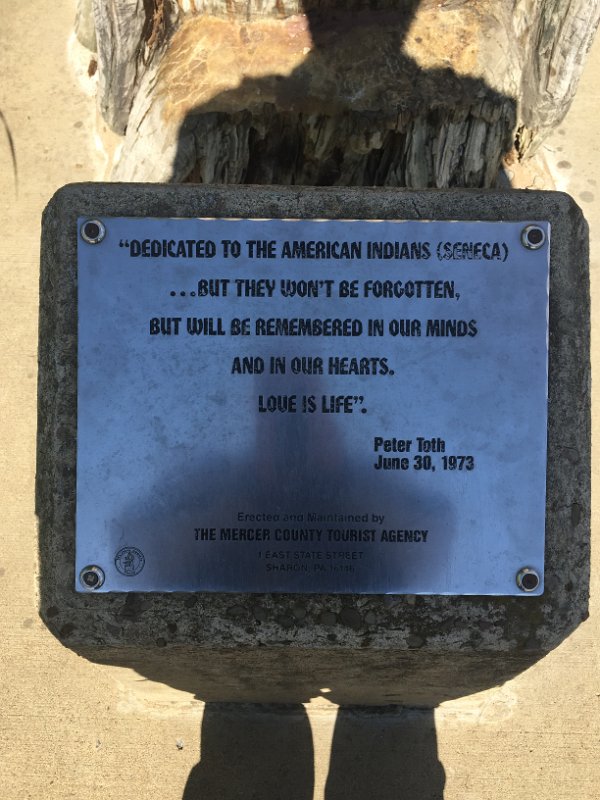 “DEDICATED TO THE AMERICAN INDIANS (SENECA)
...BUT THEY WON'T BE FORGOTTEN,
BUT WILL BE REMEMBERED IN OUR MINDS
AND IN OUR HEARTS.
LOVE IS LIFE”.
Peter Toth
June 30, 1973
Erected and Maintained by
THE MERCER COUNTY TOURIST AGENCY
1 EAST STATE STREET
SHARON, PA 16146